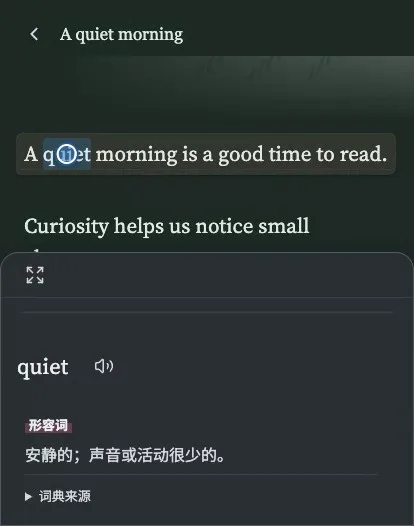 A quiet morning
A quiet morning is a good time to read.
Curiosity helps us notice small
quiet
形容词
安静的；声音或活动很少的。
词典来源